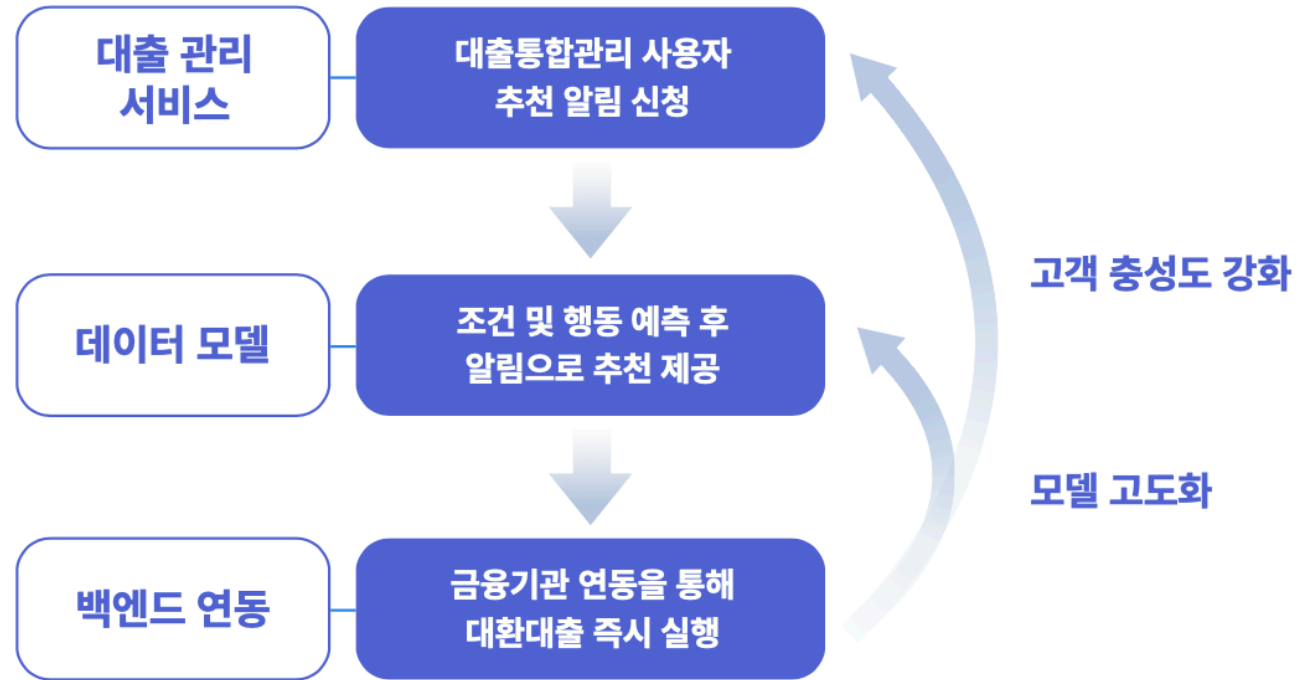 대출 관리
서비스
대출통합관리 사용자
추천 알림 신청
데이터 모델
조건 및 행동 예측 후
알림으로 추천 제공
백엔드 연동
금융기관 연동을 통해
대환대출 즉시 실행
고객 충성도 강화
모델 고도화